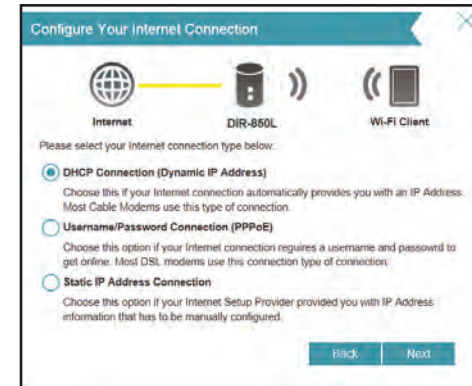 Configure Your Internet Connection
Internet
DIR-850L
Wi-Fi Client
Please select your Internet connection type below:
DHCP Connection (Dynamic IP Address)
Choose this if your Internet connection automatically provides you with an IP Address.
Most Cable Modems use this type of connection.
Username/Password Connection (PPPoE)
Choose this option if your Internet connection requires a username and passowrd to
get online. Most DSL modems use this connection type of connection.
Static IP Address Connection
Choose this option if your Internet Setup Provider provided you with IP Address
information that has to be manually configured.
Back
Next